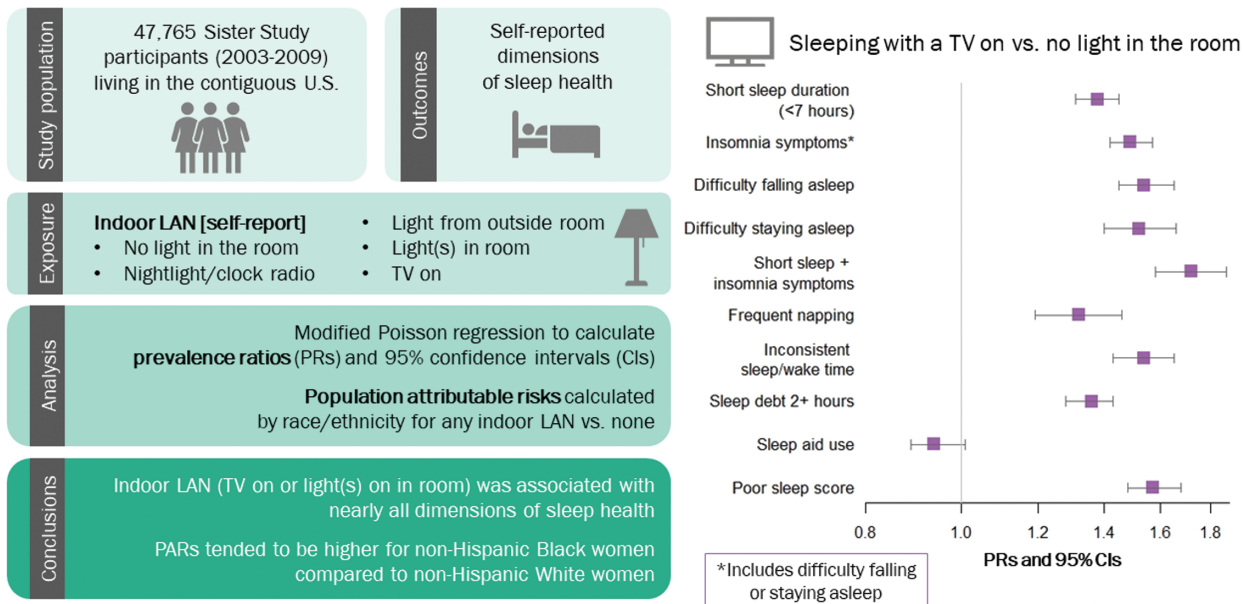 Study population
47,765 Sister Study
participants (2003-2009)
living in the contiguous U.S.
Outcomes
Self-reported
dimensions
of sleep health
Exposure
Indoor LAN [self-report]
• No light in the room
• Nightlight/clock radio
• Light from outside room
• Light(s) in room
• TV on
Analysis
Modified Poisson regression to calculate
prevalence ratios (PRs) and 95% confidence intervals (CIs)
Population attributable risks calculated
by race/ethnicity for any indoor LAN vs. none
Conclusions
Indoor LAN (TV on or light(s) on in room) was associated with
nearly all dimensions of sleep health
PARs tended to be higher for non-Hispanic Black women
compared to non-Hispanic White women
Sleeping with a TV on vs. no light in the room
Short sleep duration
(<7 hours)
Insomnia symptoms*
Difficulty falling asleep
Difficulty staying asleep
Short sleep +
insomnia symptoms
Frequent napping
Inconsistent
sleep/wake time
Sleep debt 2+ hours
Sleep aid use
Poor sleep score
0.8 1.0 1.2 1.4 1.6 1.8
PRs and 95% CIs
*Includes difficulty falling
or staying asleep